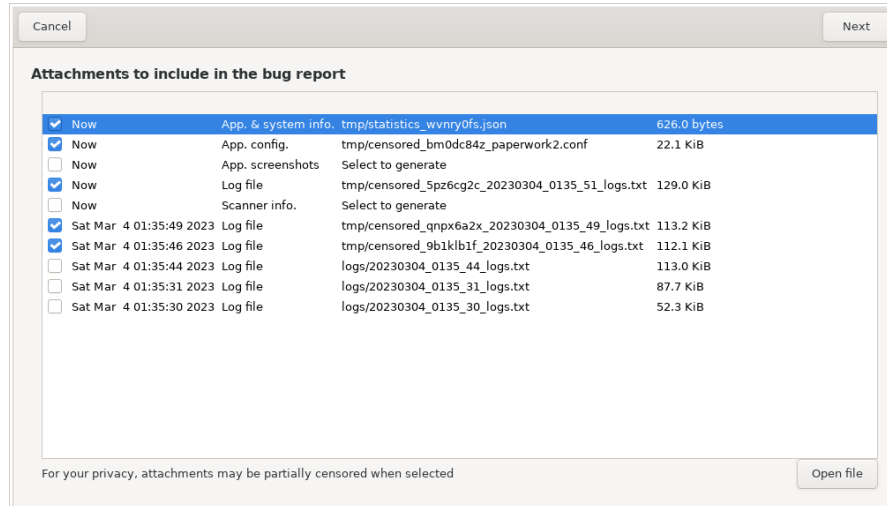 Cancel Next
Attachments to include in the bug report
Now App. & system info. tmp/statistics_wvnry0fs.json 626.0 bytes
Now App. config. tmp/censored_bm0dc84z_paperwork2.conf 22.1 KiB
Now App. screenshots Select to generate
Now Log file tmp/censored_5pz6cg2c_20230304_0135_51_logs.txt 129.0 KiB
Now Scanner info. Select to generate
Sat Mar 4 01:35:49 2023 Log file tmp/censored_qnpx6a2x_20230304_0135_49_logs.txt 113.2 KiB
Sat Mar 4 01:35:46 2023 Log file tmp/censored_9b1klb1f_20230304_0135_46_logs.txt 112.1 KiB
Sat Mar 4 01:35:44 2023 Log file logs/20230304_0135_44_logs.txt 113.0 KiB
Sat Mar 4 01:35:31 2023 Log file logs/20230304_0135_31_logs.txt 87.7 KiB
Sat Mar 4 01:35:30 2023 Log file logs/20230304_0135_30_logs.txt 52.3 KiB
For your privacy, attachments may be partially censored when selected Open file